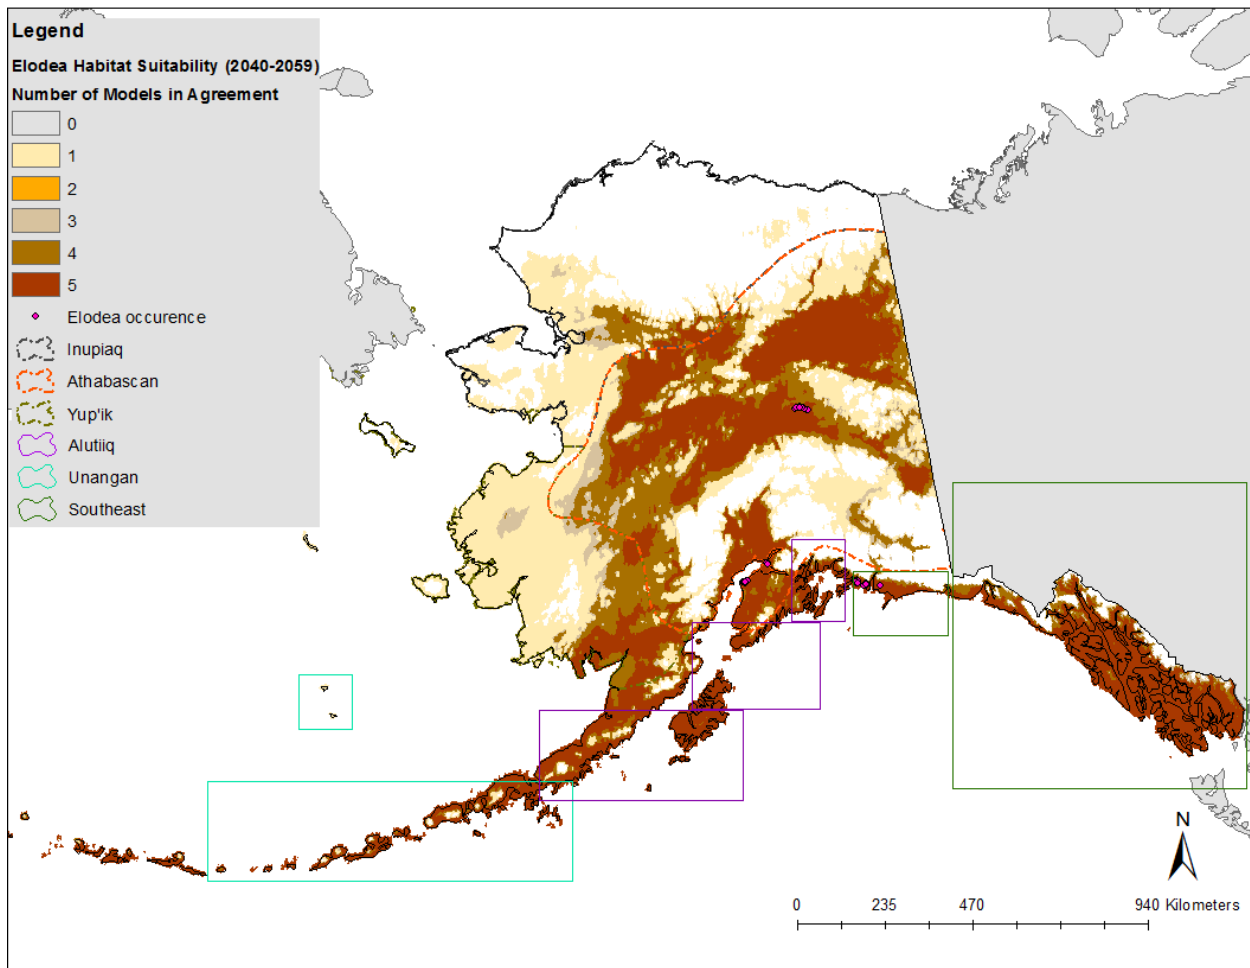 Legend
Elodea Habitat Suitability (2040-2059)
Number of Models in Agreement
0
1
2
3
4
5
Elodea occurence
Inupiaq
Athabascan
Yup'ik
Alutiiq
Unangan
Southeast
N
0 235 470 940 Kilometers